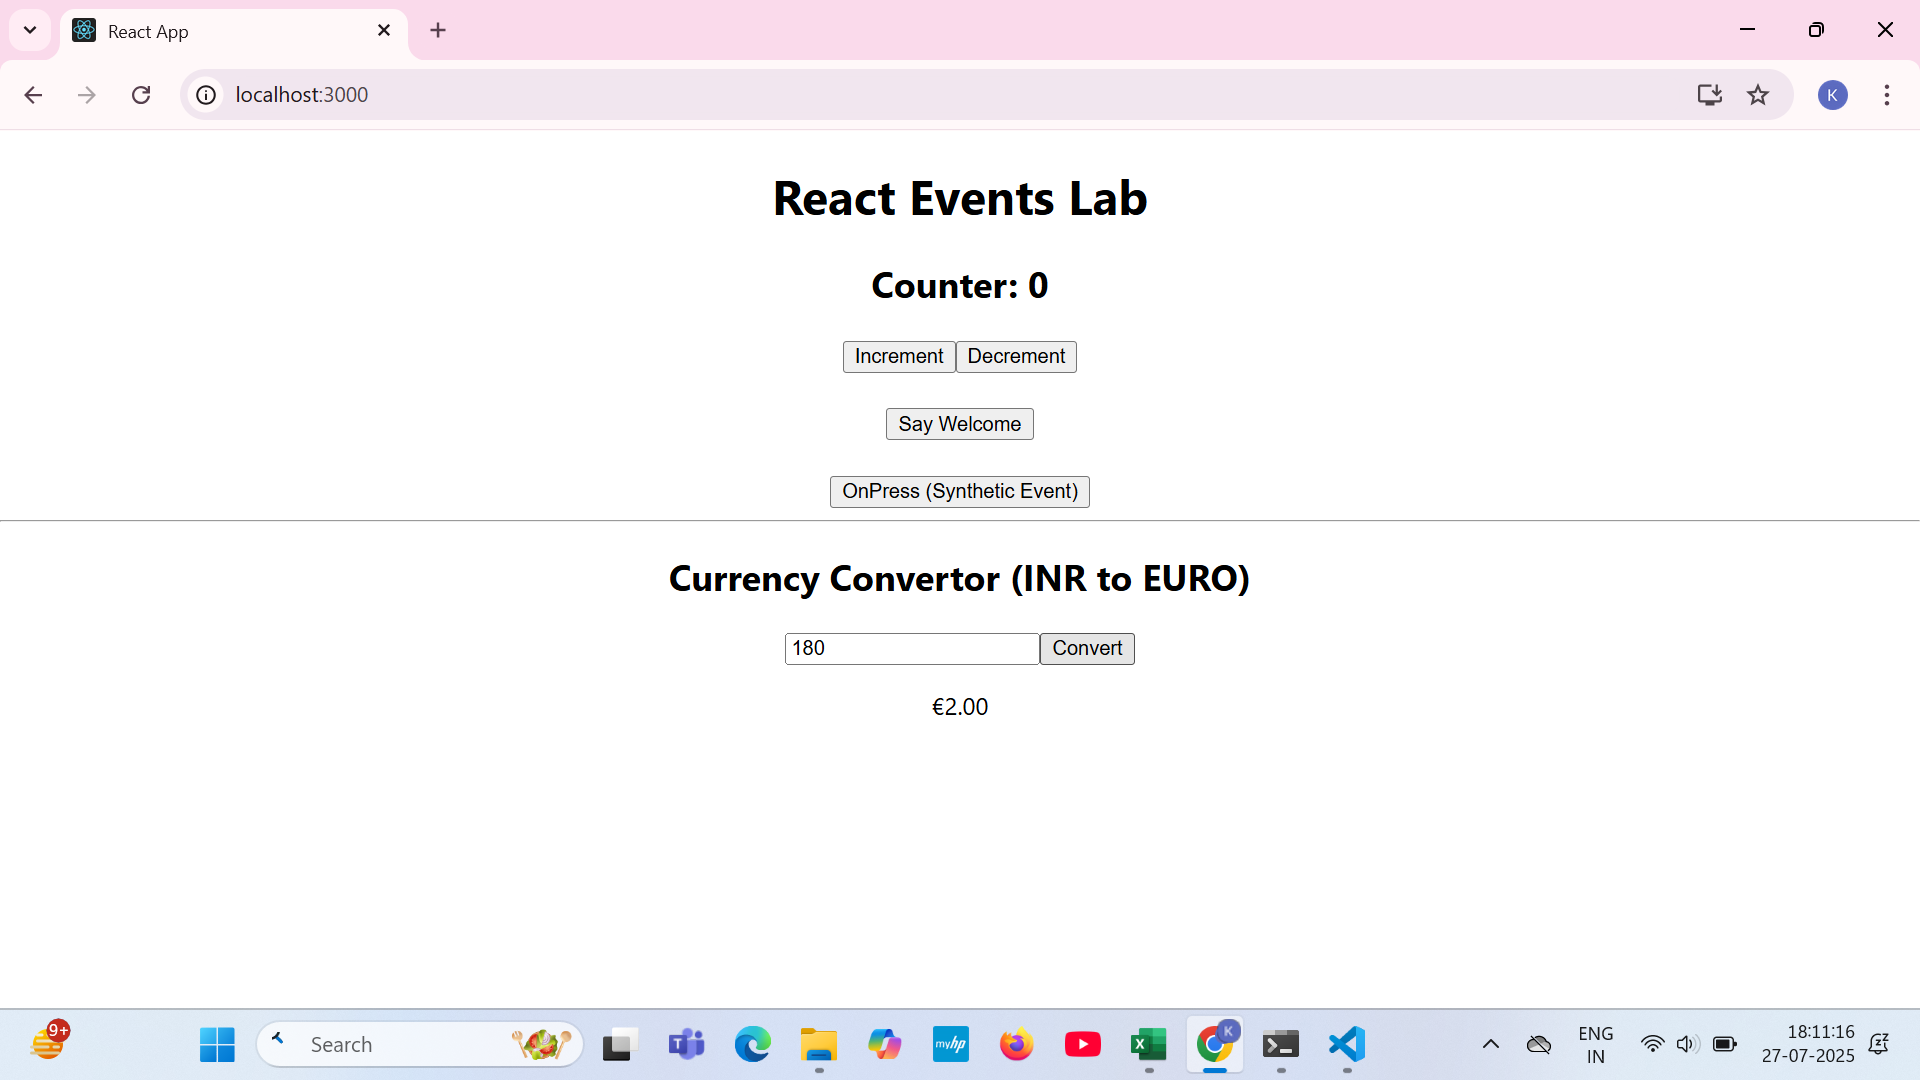 React App
localhost:3000
K
React Events Lab
Counter: 0
Increment Decrement
Say Welcome
OnPress (Synthetic Event)
Currency Convertor (INR to EURO)
180 Convert
€2.00
9+
Search
T
myhp
X
K
ENG
IN
18:11:16
27-07-2025